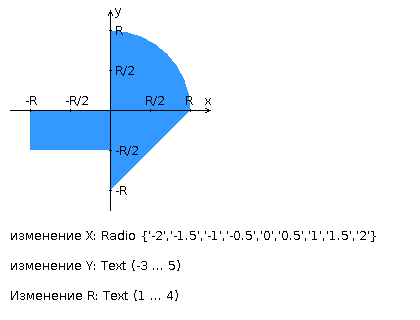 y
R
R/2
-R -R/2 R/2 R x
-R/2
-R
изменение X: Radio {'-2','-1.5','-1','-0.5','0','0.5','1','1.5','2'}
изменение Y: Text (-3 ... 5)
Изменение R: Text (1 ... 4)